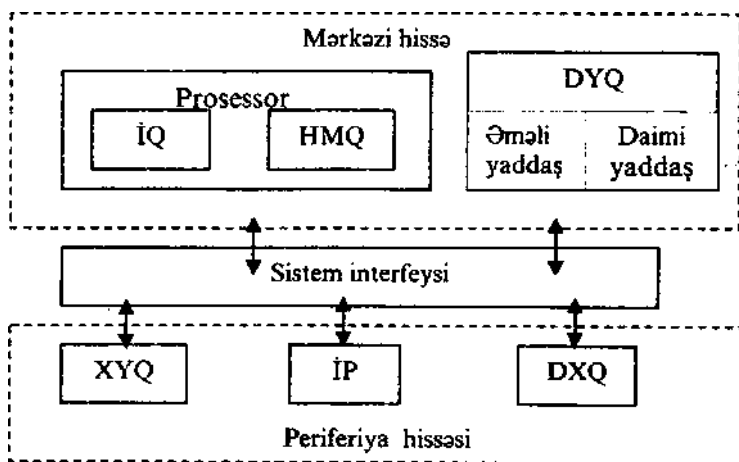 Mərkəzi hissə
Prosessor
İQ
HMQ
DYQ
Əməli
yaddaş
Daimi
yaddaş
Sistem interfeysi
XYQ
İP
DXQ
Periferiya hissəsi